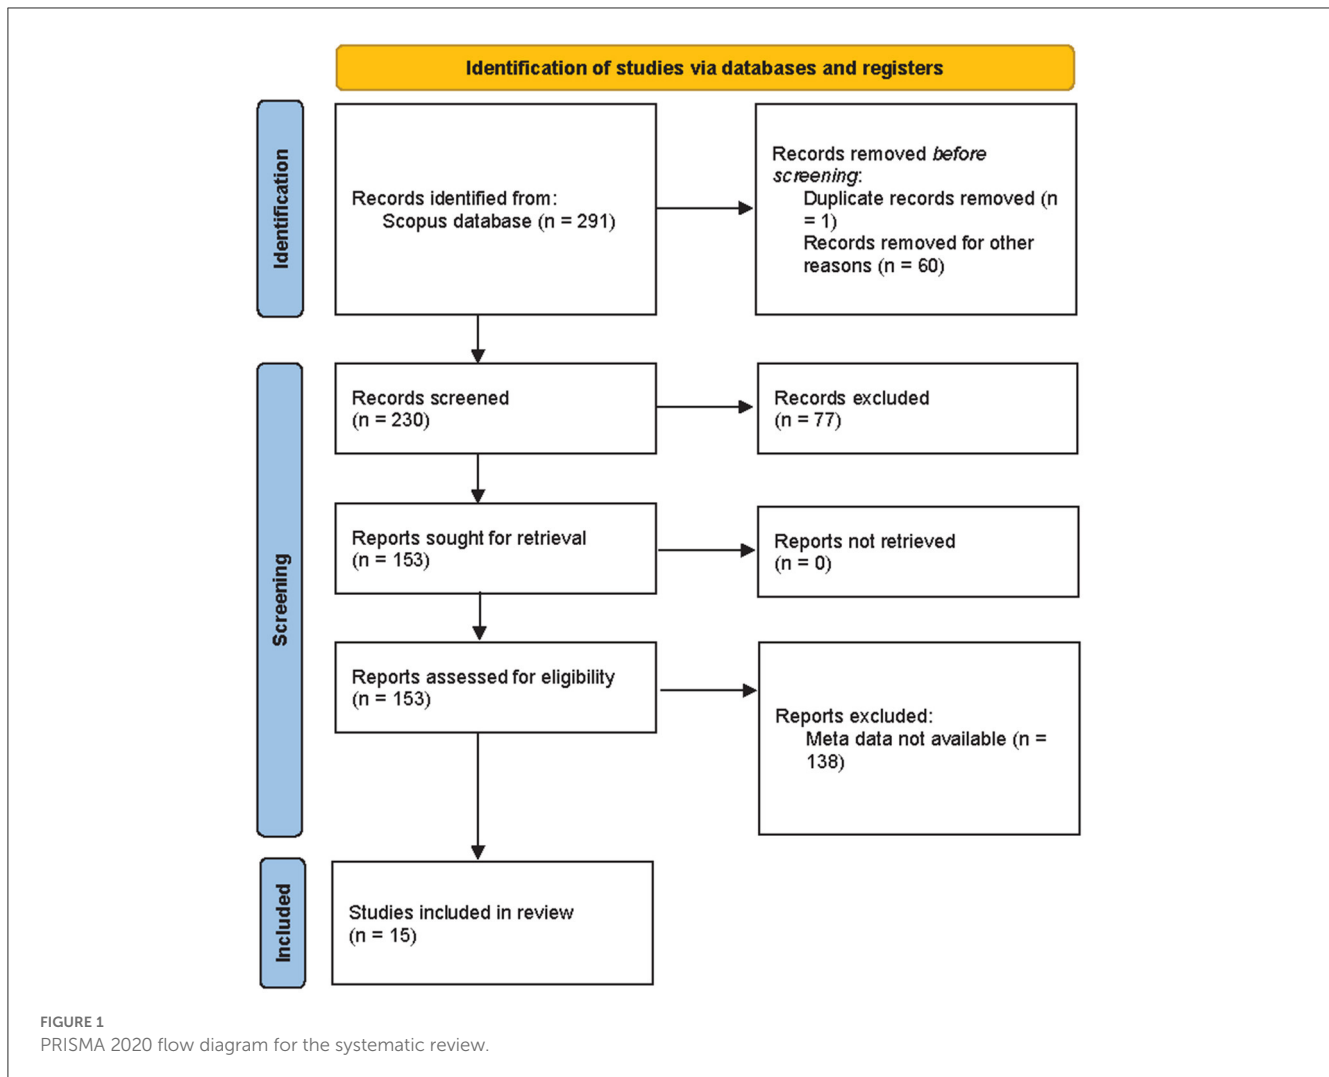 Identification of studies via databases and registers
Identification
Records identified from:
Scopus database (n = 291)
Records removed before
screening:
Duplicate records removed (n
= 1)
Records removed for other
reasons (n = 60)
Screening
Records screened
(n = 230)
Records excluded
(n = 77)
Reports sought for retrieval
(n = 153)
Reports not retrieved
(n = 0)
Reports assessed for eligibility
(n = 153)
Reports excluded:
Meta data not available (n =
138)
Included
Studies included in review
(n = 15)
FIGURE 1
PRISMA 2020 flow diagram for the systematic review.